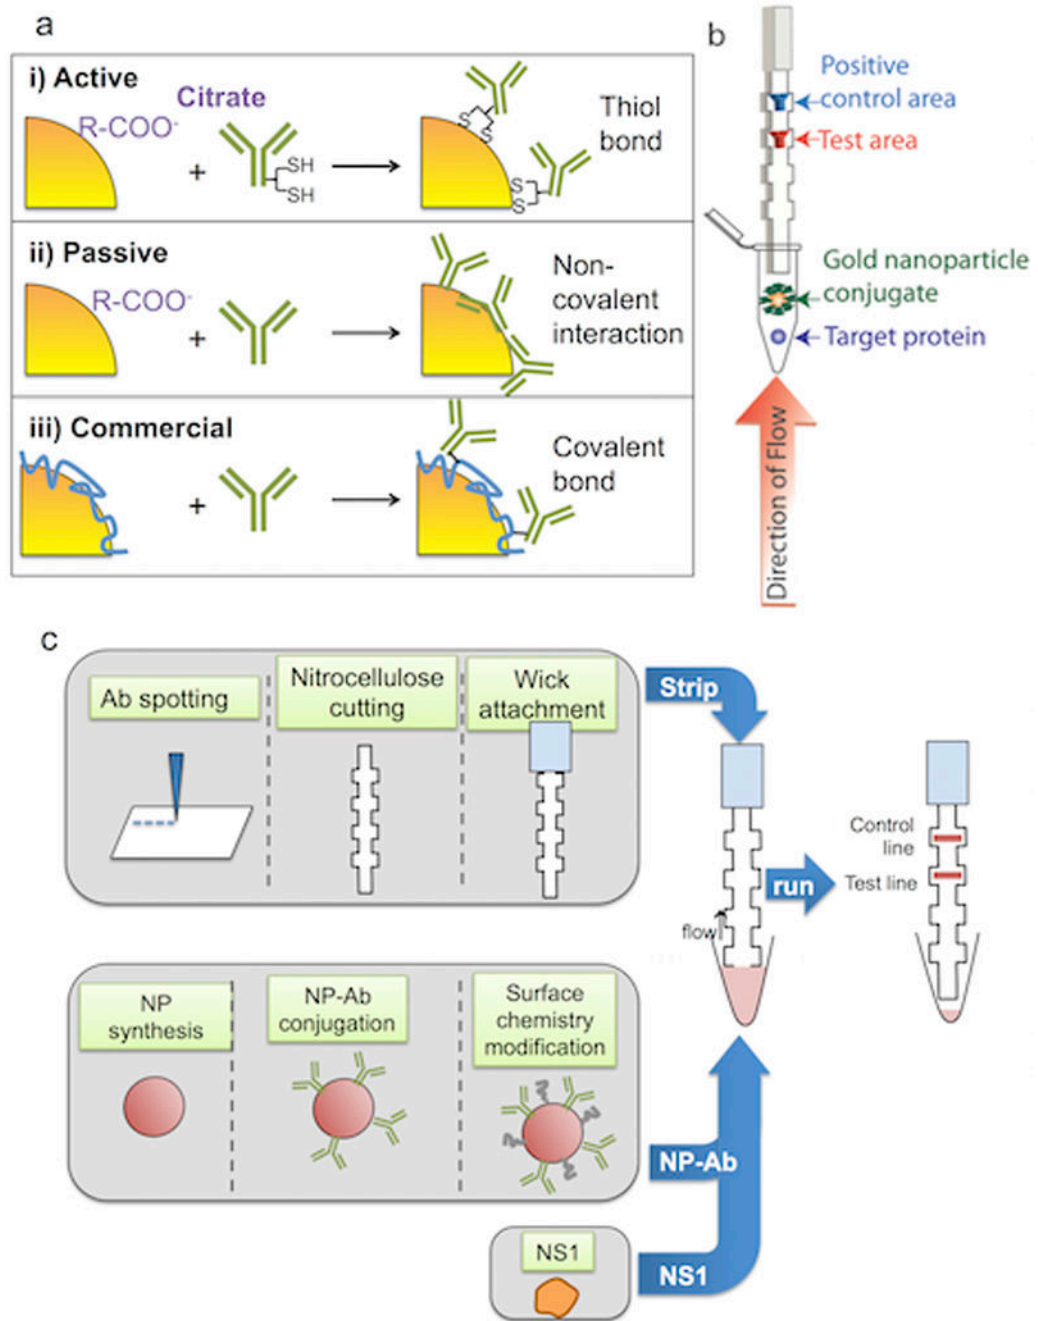 a
i) Active
Citrate
R-COO-
+
SH
SH
S
S
S
S
Thiol
bond
ii) Passive
R-COO-
+
Non-
covalent
interaction
iii) Commercial
+
Covalent
bond
b
Positive
control area
Test area
Gold nanoparticle
conjugate
Target protein
Direction of Flow
c
Ab spotting
Nitrocellulose
cutting
Wick
attachment
Strip
flow
run
Control
line
Test line
NP
synthesis
NP-Ab
conjugation
Surface
chemistry
modification
NP-Ab
NS1
NS1